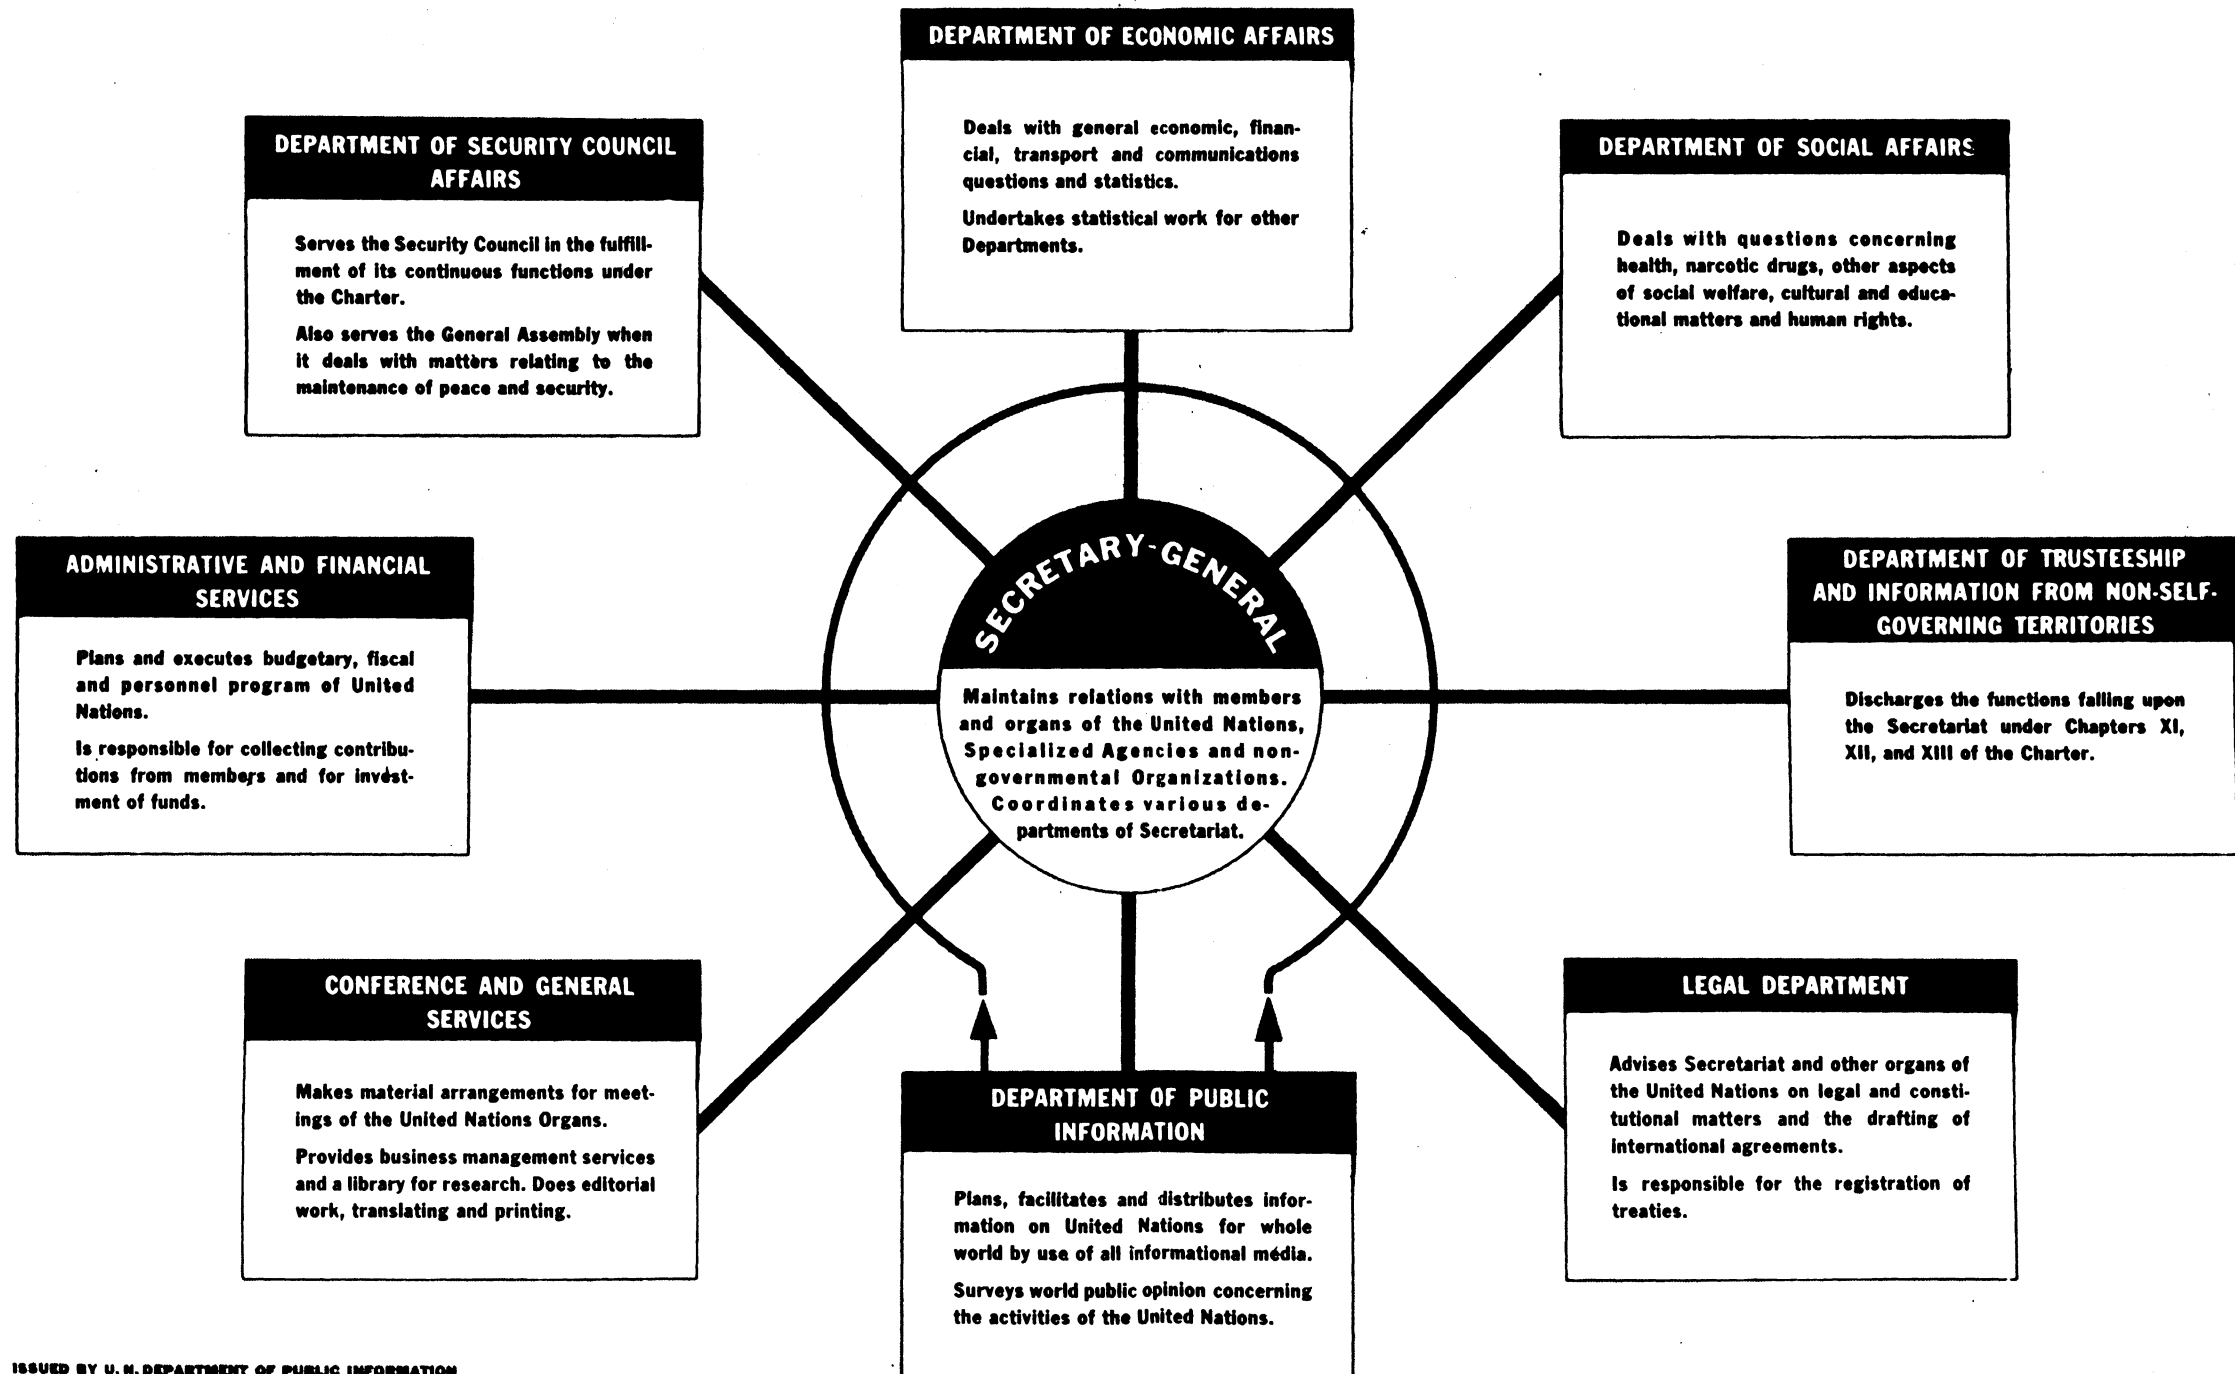 DEPARTMENT OF ECONOMIC AFFAIRS
Deals with general economic, finan-
cial, transport and communications
questions and statistics.
Undertakes statistical work for other
Departments.
DEPARTMENT OF SECURITY COUNCIL
AFFAIRS
Serves the Security Council in the fulfill-
ment of its continuous functions under
the Charter.
Also serves the General Assembly when
it deals with matters relating to the
maintenance of peace and security.
DEPARTMENT OF SOCIAL AFFAIRS
Deals with questions concerning
health, narcotic drugs, other aspects
of social welfare, cultural and educa-
tional matters and human rights.
ADMINISTRATIVE AND FINANCIAL
SERVICES
Plans and executes budgetary, fiscal
and personnel program of United
Nations.
Is responsible for collecting contribu-
tions from members and for invest-
ment of funds.
SECRETARY-GENERAL
Maintains relations with members
and organs of the United Nations,
Specialized Agencies and non-
governmental Organizations.
Coordinates various de-
partments of Secretariat.
DEPARTMENT OF TRUSTEESHIP
AND INFORMATION FROM NON-SELF-
GOVERNING TERRITORIES
Discharges the functions falling upon
the Secretariat under Chapters XI,
XII, and XIII of the Charter.
CONFERENCE AND GENERAL
SERVICES
Makes material arrangements for meet-
ings of the United Nations Organs.
Provides business management services
and a library for research. Does editorial
work, translating and printing.
DEPARTMENT OF PUBLIC
INFORMATION
Plans, facilitates and distributes infor-
mation on United Nations for whole
world by use of all informational media.
Surveys world public opinion concerning
the activities of the United Nations.
LEGAL DEPARTMENT
Advises Secretariat and other organs of
the United Nations on legal and consti-
tutional matters and the drafting of
international agreements.
Is responsible for the registration of
treaties.
ISSUED BY U. N. DEPARTMENT OF PUBLIC INFORMATION